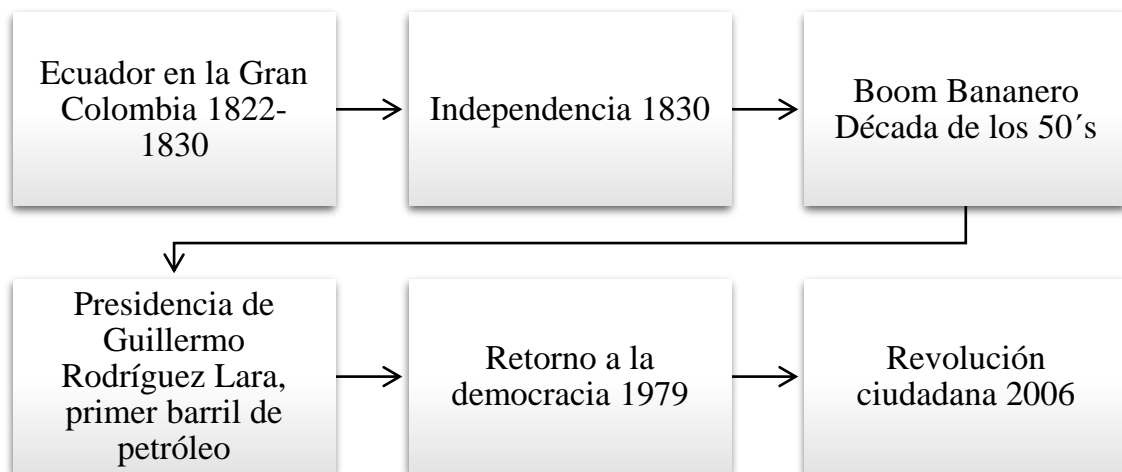 Ecuador en la Gran
Colombia 1822-
1830
Independencia 1830
Boom Bananero
Década de los 50´s
Presidencia de
Guillermo
Rodríguez Lara,
primer barril de
petróleo
Retorno a la
democracia 1979
Revolución
ciudadana 2006